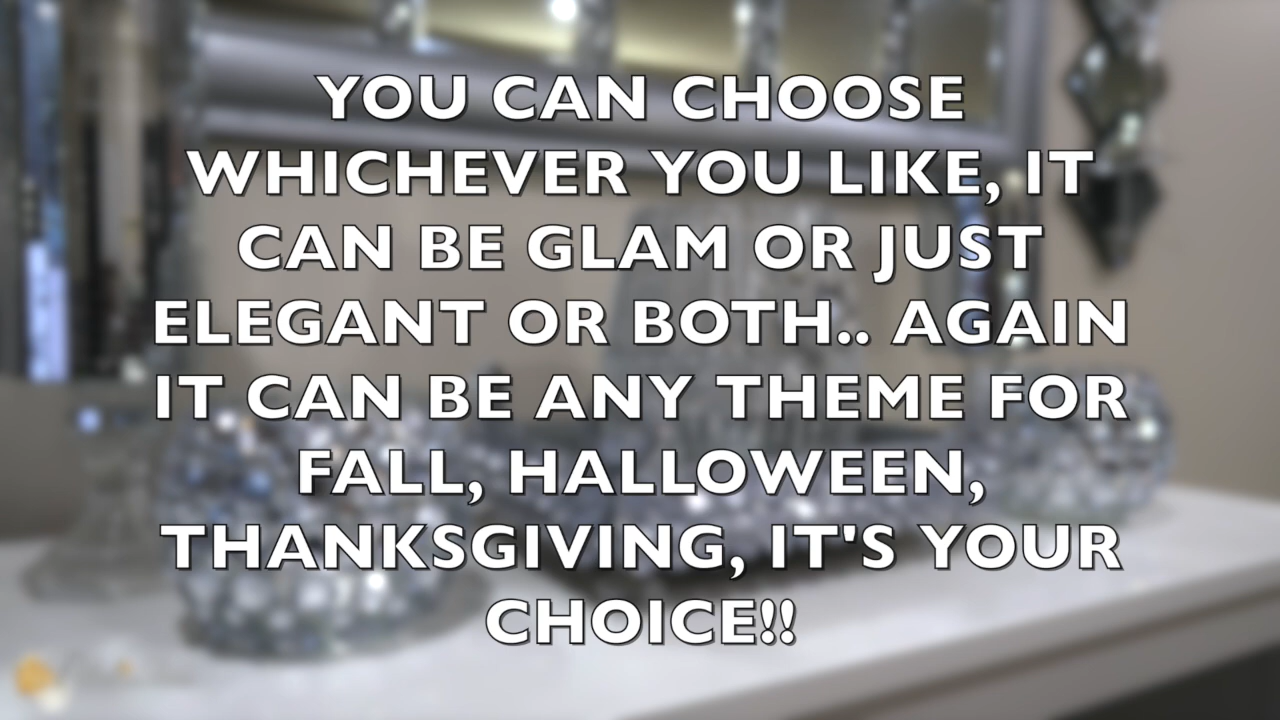 YOU CAN CHOOSE
WHICHEVER YOU LIKE, IT
CAN BE GLAM OR JUST
ELEGANT OR BOTH.. AGAIN
IT CAN BE ANY THEME FOR
FALL, HALLOWEEN,
THANKSGIVING, IT'S YOUR
CHOICE!!